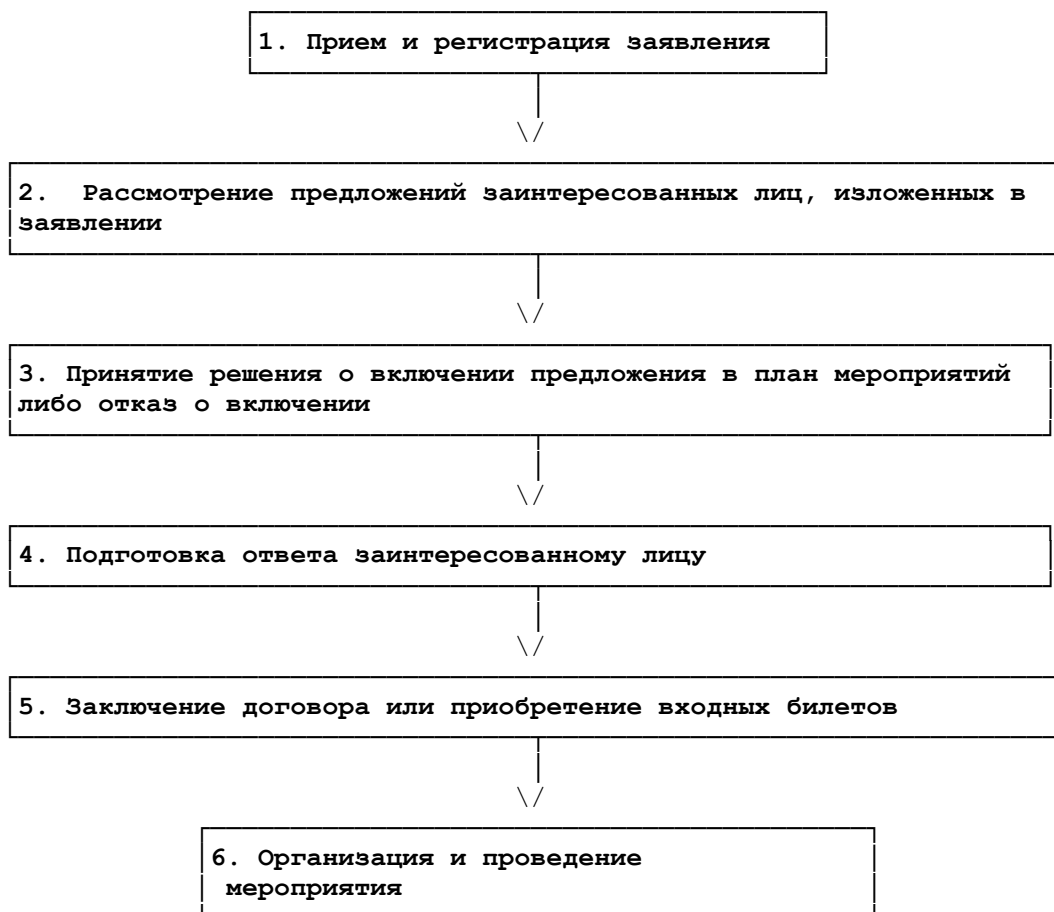 1. Прием и регистрация заявления
2. Рассмотрение предложений заинтересованных лиц, изложенных в
заявлении
3. Принятие решения о включении предложения в план мероприятий
либо отказ о включении
4. Подготовка ответа заинтересованному лицу
5. Заключение договора или приобретение входных билетов
6. Организация и проведение
мероприятия